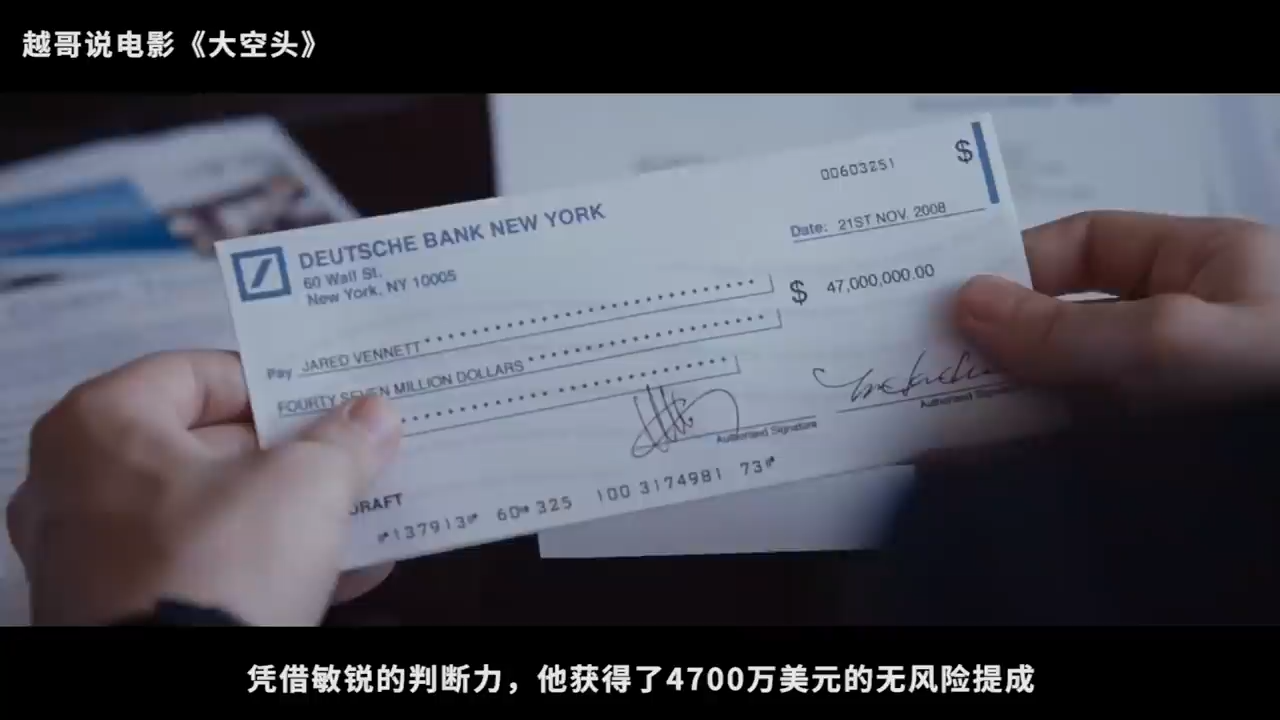 越哥说电影《大空头》
00603251
$
DEUTSCHE BANK NEW YORK
60 Wall St.
New York, NY 10005
Date: 21ST NOV. 2008
Pay JARED VENNETT
$ 47,000,000.00
FOURTY SEVEN MILLION DOLLARS
Authorised Signature
Authorised Signa
DRAFT
137913 60 325 100 3174981 73
凭借敏锐的判断力，他获得了4700万美元的无风险提成